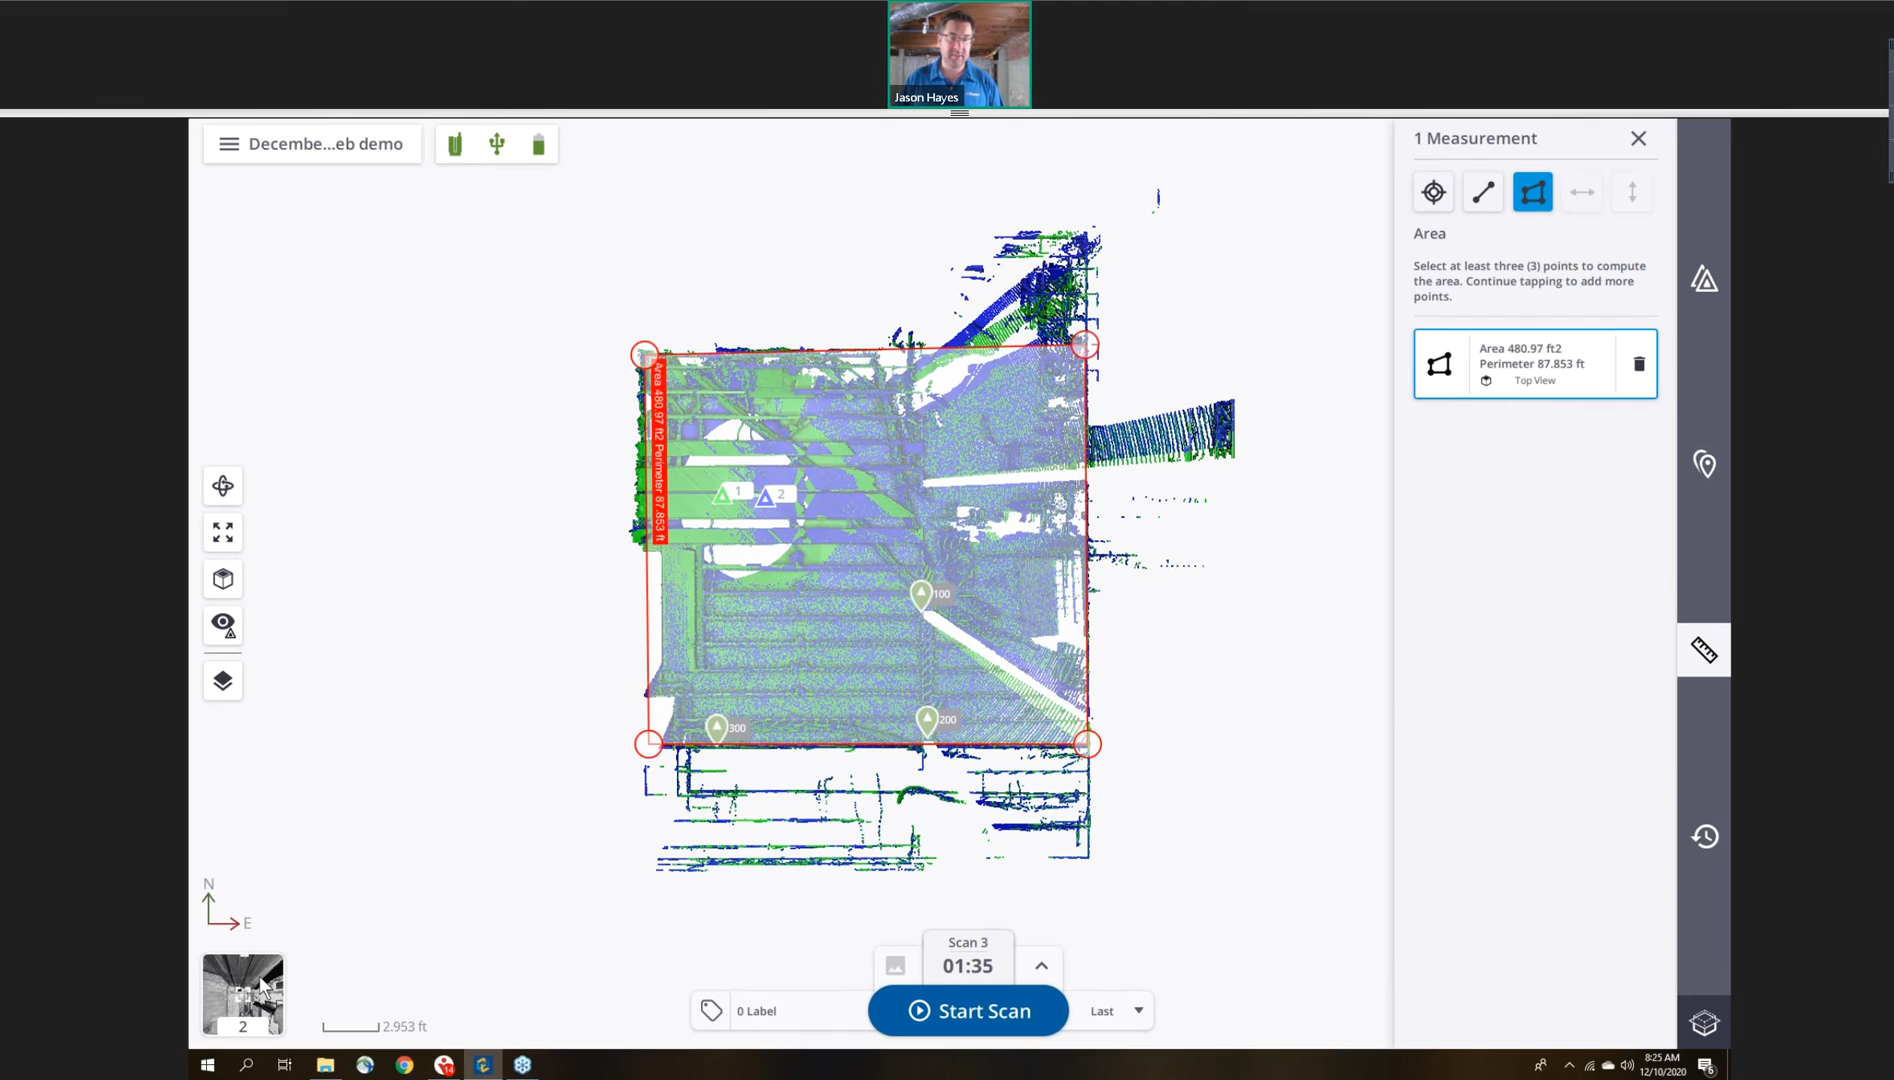 Jason Hayes
Decembe...eb demo
1 Measurement
Area
Select at least three (3) points to compute
the area. Continue tapping to add more
points.
Area 480.97 ft2
Perimeter 87.853 ft
Top View
Area 480.97 ft2 Perimeter 87.853 ft
1
2
100
200
300
N
E
2
2.953 ft
Scan 3
01:35
0 Label
Start Scan
Last
14
8:25 AM
12/10/2020
6